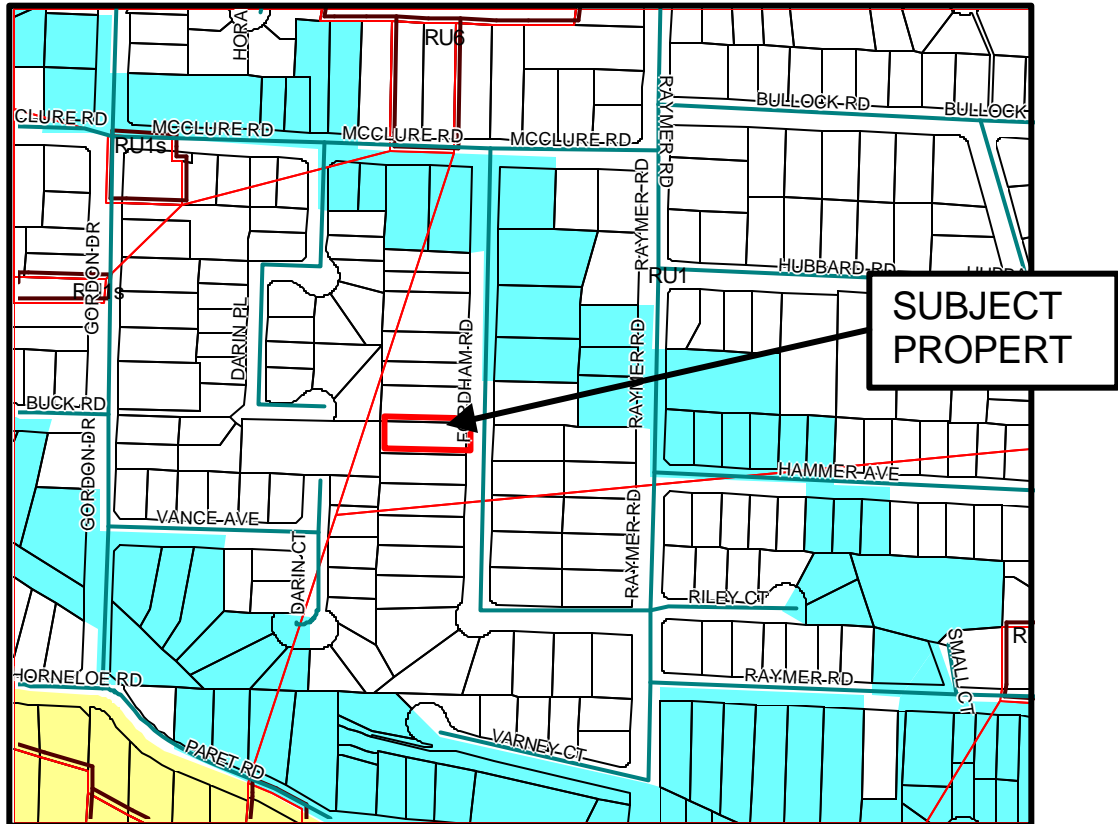 HORA
RU6
BULLOCK RD
BULLOCK
CLURE RD
MCCLURE RD
MCCLURE RD
MCCLURE RD
RAYMER RD
RU1s
RAYMER RD
GORDON DR
HUBBARD RD
RU1
SUBJECT
PROPERT
DARIN PL
FORDHAM RD
RAYMER RD
BUCK RD
HAMMER AVE
GORDON DR
VANCE AVE
RAYMER RD
DARIN CT
RILEY CT
R
SMALL CT
HORNELOE RD
RAYMER RD
VARNEY CT
PARET RD